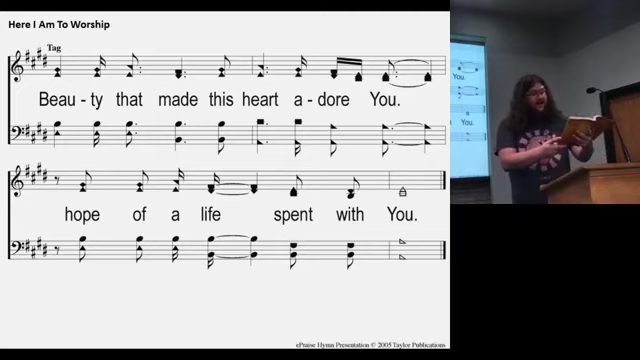 Here I Am To Worship
Tag
Beau - ty that made this heart a - dore You.
hope of a life spent with You.
ePraise Hymn Presentation © 2005 Taylor Publications
You.
You.